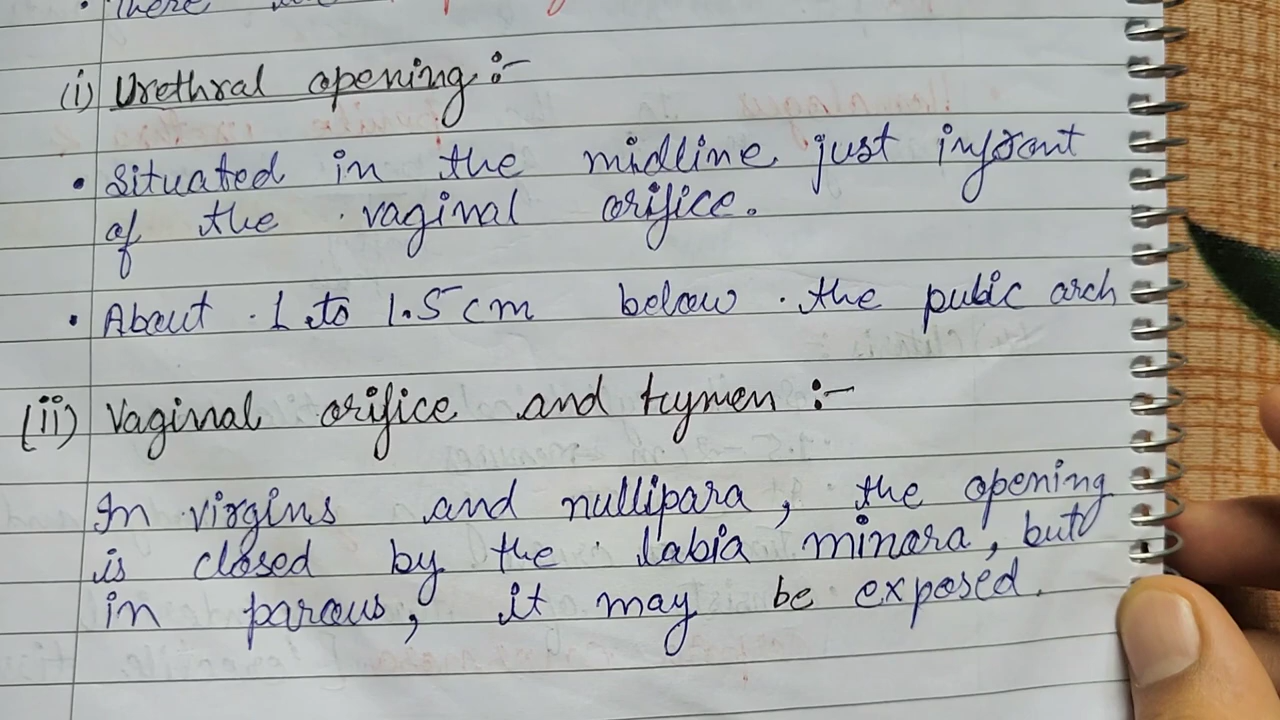 • There
(i) Urethral opening :-
• Situated in the midline just infront
of the vaginal orifice.
• About 1 to 1.5 cm below the pubic arch
(ii) Vaginal orifice and hymen :-
In virgins and nullipara, the opening
is closed by the labia minora, but
in parous, it may be exposed.